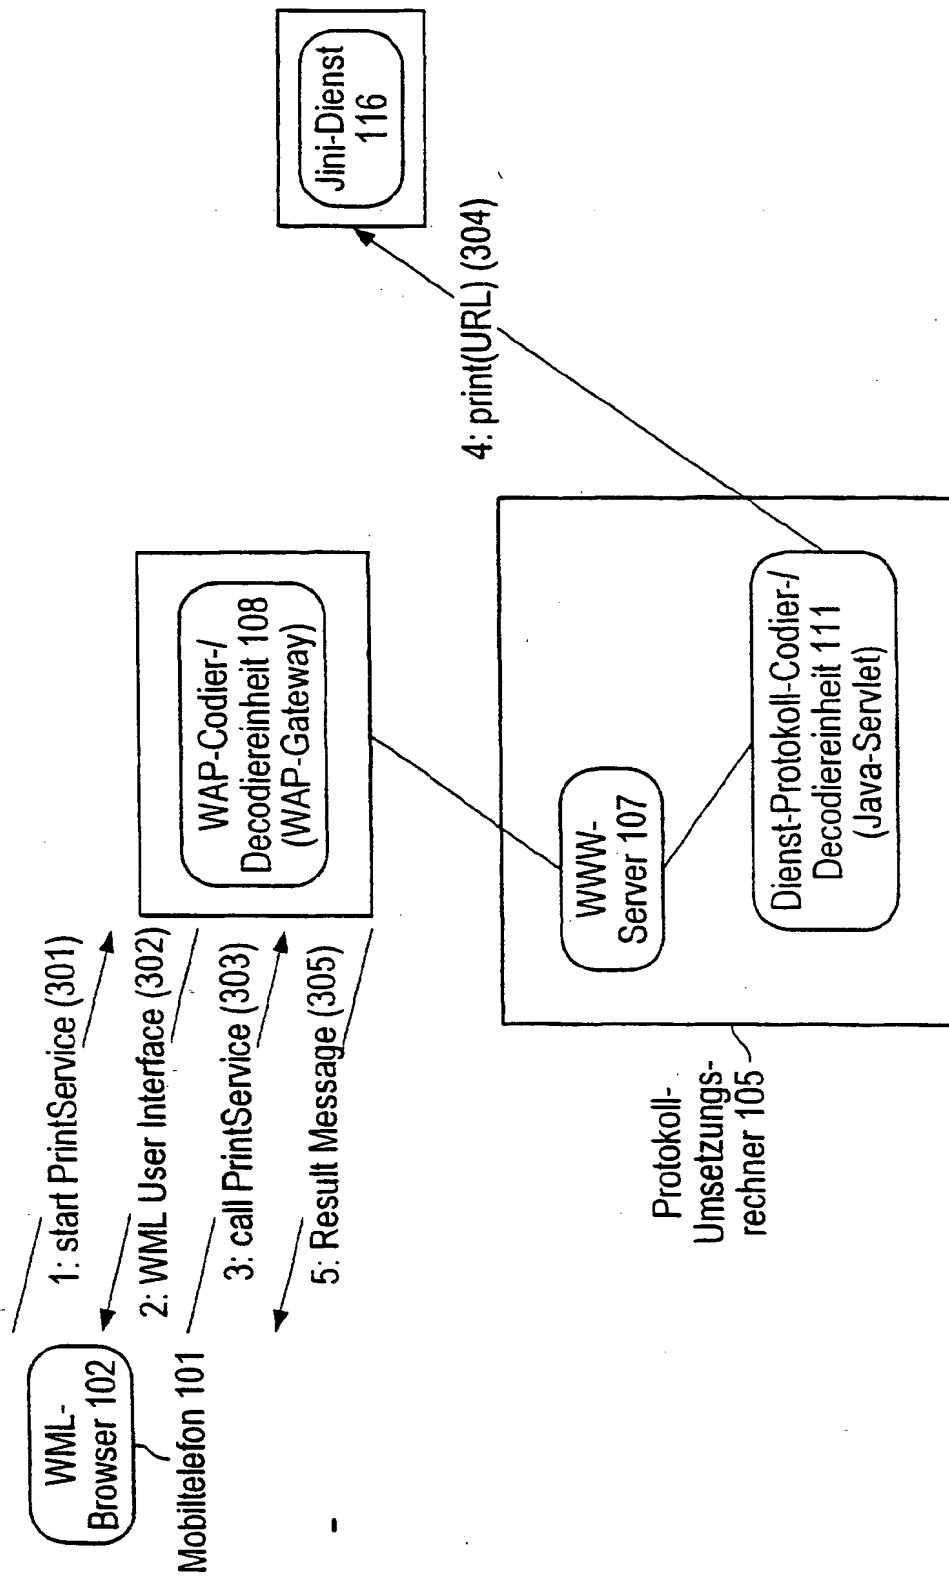 WML-
Browser 102
Mobiltelefon 101
1: start PrintService (301)
2: WML User Interface (302)
3: call PrintService (303)
5: Result Message (305)
WAP-Codier-/
Decodiereinheit 108
(WAP-Gateway)
Protokoll-
Umsetzungs-
rechner 105
WWW-
Server 107
Dienst-Protokoll-Codier-/
Decodiereinheit 111
(Java-Servlet)
4: print(URL) (304)
Jini-Dienst
116